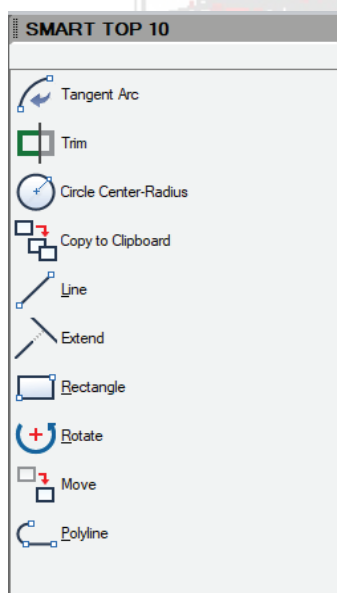 SMART TOP 10
Tangent Arc
Trim
Circle Center-Radius
Copy to Clipboard
Line
Extend
Rectangle
Rotate
Move
Polyline